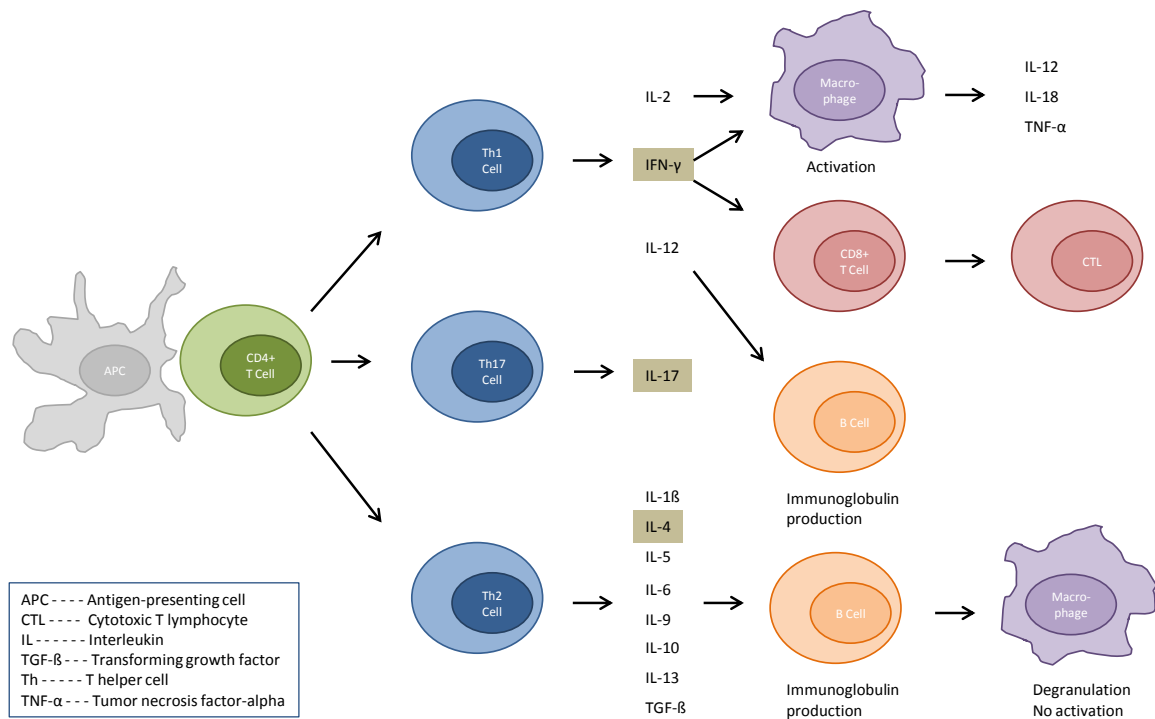 IL-2
Macro-
phage
IL-12
IL-18
TNF-α
Th1
Cell
IFN-γ
Activation
IL-12
CD8+
T Cell
CTL
APC
CD4+
T Cell
Th17
Cell
IL-17
B Cell
Immunoglobulin
production
IL-1ß
IL-4
IL-5
IL-6
IL-9
IL-10
IL-13
TGF-ß
Th2
Cell
B Cell
Immunoglobulin
production
Macro-
phage
Degranulation
No activation
APC - - - - Antigen-presenting cell
CTL - - - - Cytotoxic T lymphocyte
IL - - - - - - Interleukin
TGF-ß - - - Transforming growth factor
Th - - - - - T helper cell
TNF-α - - - Tumor necrosis factor-alpha